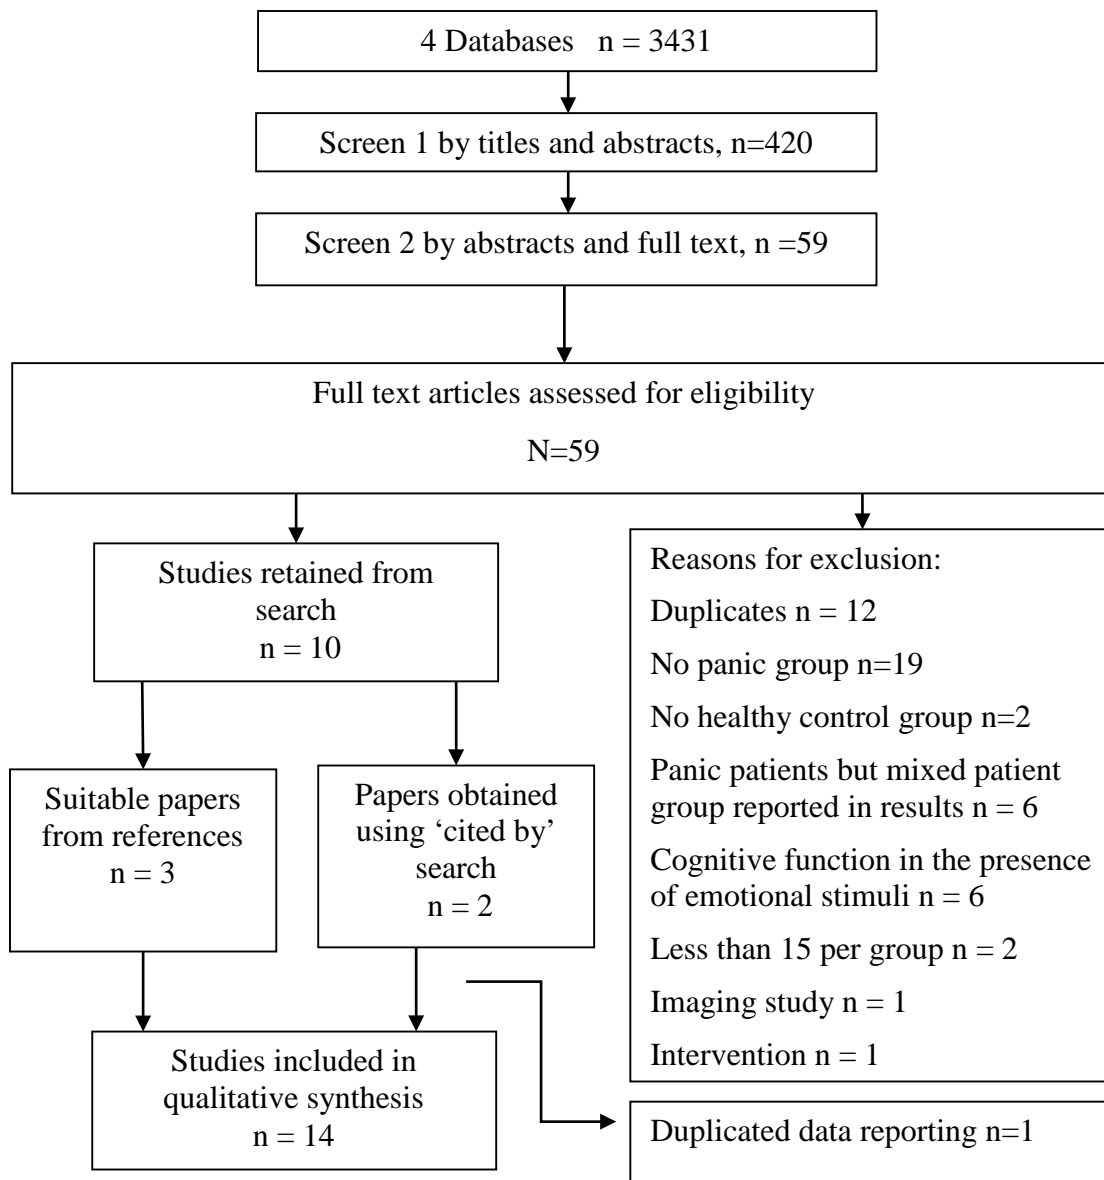 4 Databases   n = 3431
Screen 1 by titles and abstracts, n=420
Screen 2 by abstracts and full text, n =59
Full text articles assessed for eligibility
N=59
Studies retained from
search
n = 10
Suitable papers
from references
n = 3
Papers obtained
using ‘cited by’
search
n = 2
Studies included in
qualitative synthesis
n = 14
Reasons for exclusion:
Duplicates n = 12
No panic group n=19
No healthy control group n=2
Panic patients but mixed patient
group reported in results n = 6
Cognitive function in the presence
of emotional stimuli n = 6
Less than 15 per group n = 2
Imaging study n = 1
Intervention n = 1
Duplicated data reporting n=1